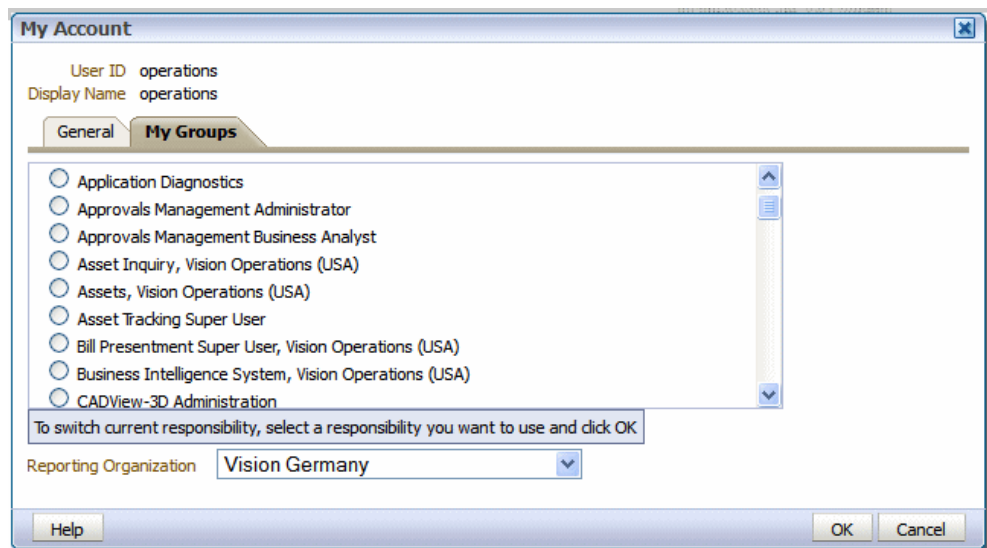 My Account
User ID operations
Display Name operations
General My Groups
Application Diagnostics
Approvals Management Administrator
Approvals Management Business Analyst
Asset Inquiry, Vision Operations (USA)
Assets, Vision Operations (USA)
Asset Tracking Super User
Bill Presentment Super User, Vision Operations (USA)
Business Intelligence System, Vision Operations (USA)
CADView-3D Administration
To switch current responsibility, select a responsibility you want to use and click OK
Reporting Organization Vision Germany
Help OK Cancel